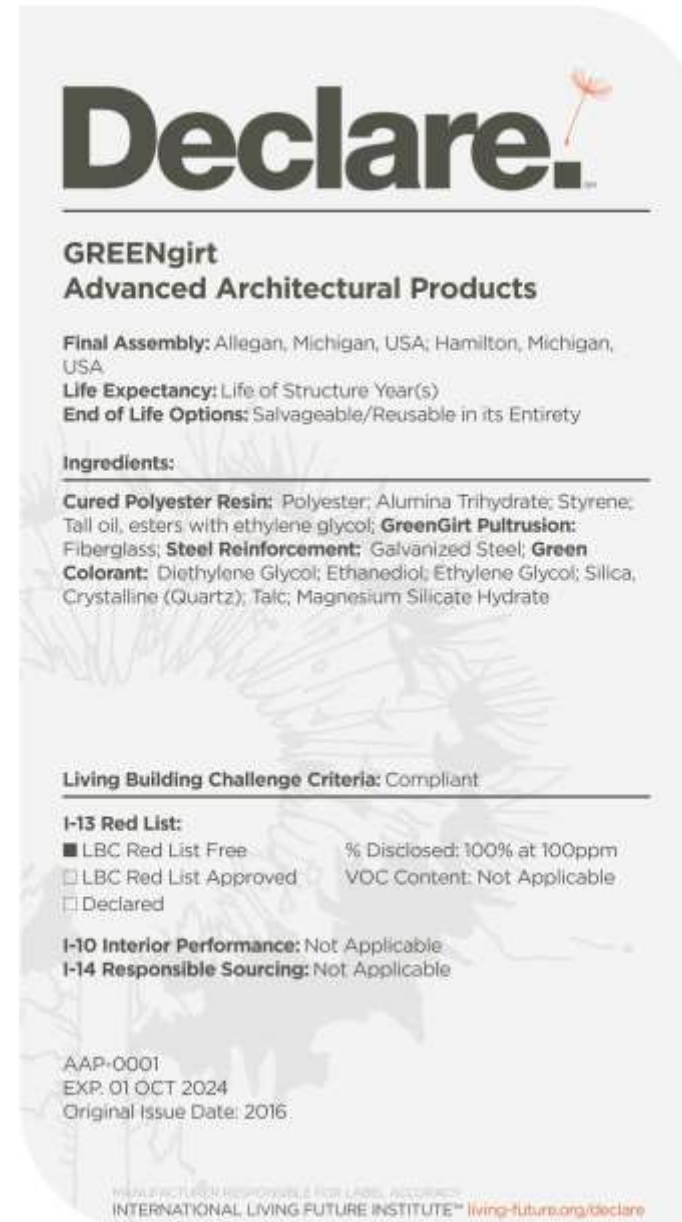 Declare.
GREENgirt
Advanced Architectural Products
Final Assembly: Allegan, Michigan, USA; Hamilton, Michigan,
USA
Life Expectancy: Life of Structure Year(s)
End of Life Options: Salvageable/Reusable in its Entirety
Ingredients:
Cured Polyester Resin: Polyester; Alumina Trihydrate; Styrene;
Tall oil, esters with ethylene glycol; GreenGirt Pultrusion:
Fiberglass; Steel Reinforcement: Galvanized Steel; Green
Colorant: Diethylene Glycol; Ethanediol; Ethylene Glycol; Silica,
Crystalline (Quartz); Talc; Magnesium Silicate Hydrate
Living Building Challenge Criteria: Compliant
I-13 Red List:
■ LBC Red List Free % Disclosed: 100% at 100ppm
□ LBC Red List Approved VOC Content: Not Applicable
□ Declared
I-10 Interior Performance: Not Applicable
I-14 Responsible Sourcing: Not Applicable
AAP-0001
EXP. 01 OCT 2024
Original Issue Date: 2016
MANUFACTURER RESPONSIBLE FOR LABEL ACCURACY
INTERNATIONAL LIVING FUTURE INSTITUTE™ living-future.org/declare